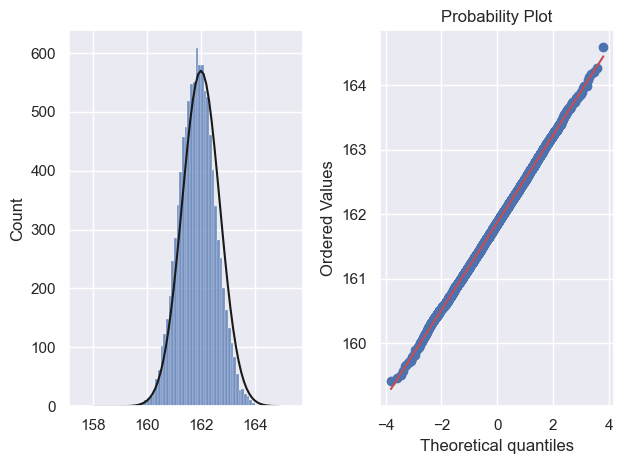 Probability Plot
Count
600
500
400
300
200
100
0
158 160 162 164
Ordered Values
164
163
162
161
160
−4 −2 0 2 4
Theoretical quantiles